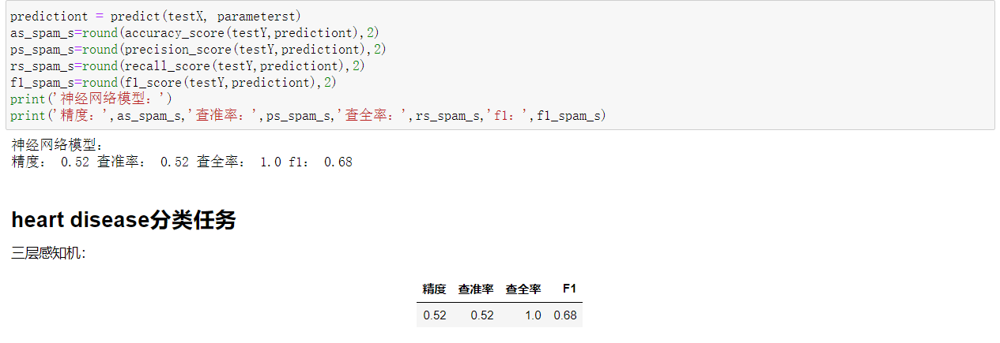 predictiont = predict(testX, parameterst)
as_spam_s=round(accuracy_score(testY,predictiont),2)
ps_spam_s=round(precision_score(testY,predictiont),2)
rs_spam_s=round(recall_score(testY,predictiont),2)
f1_spam_s=round(f1_score(testY,predictiont),2)
print('神经网络模型：')
print('精度：',as_spam_s,'查准率：',ps_spam_s,'查全率：',rs_spam_s,'f1：',f1_spam_s)
神经网络模型：
精度： 0.52 查准率： 0.52 查全率： 1.0 f1： 0.68
heart disease分类任务
三层感知机：
精度 查准率 查全率 F1
0.52 0.52 1.0 0.68